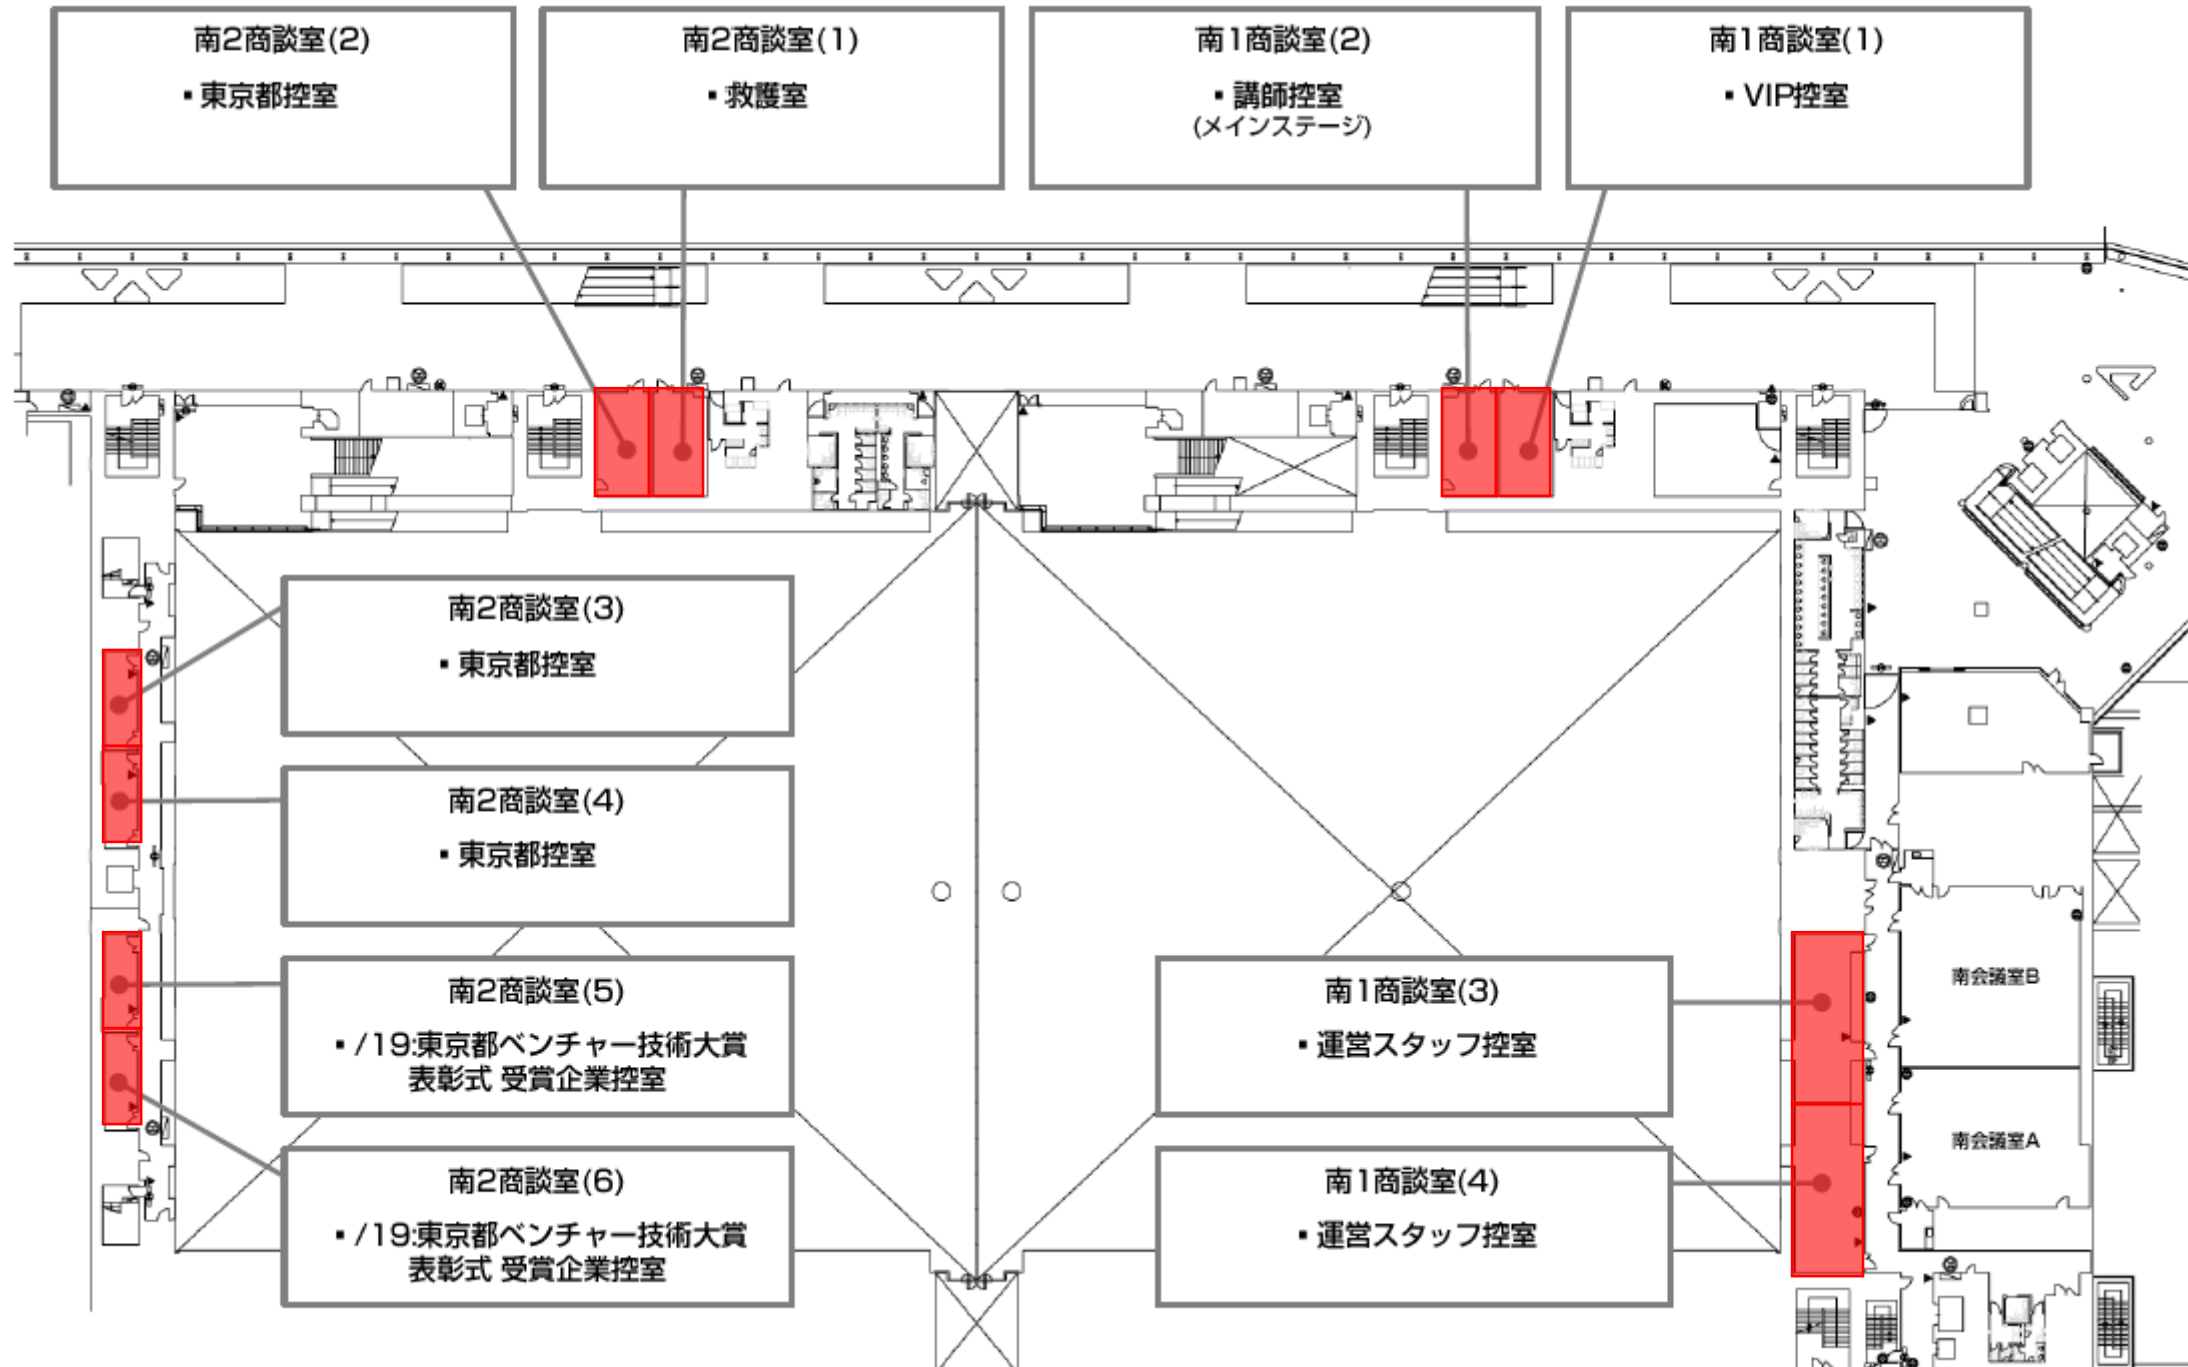 南2商談室(2)
▪ 東京都控室
南2商談室(1)
▪ 救護室
南1商談室(2)
▪ 講師控室
(メインステージ)
南1商談室(1)
▪ VIP控室
南2商談室(3)
▪ 東京都控室
南2商談室(4)
▪ 東京都控室
南2商談室(5)
▪ /19:東京都ベンチャー技術大賞
表彰式 受賞企業控室
南2商談室(6)
▪ /19:東京都ベンチャー技術大賞
表彰式 受賞企業控室
南1商談室(3)
▪ 運営スタッフ控室
南1商談室(4)
▪ 運営スタッフ控室
南会議室B
南会議室A